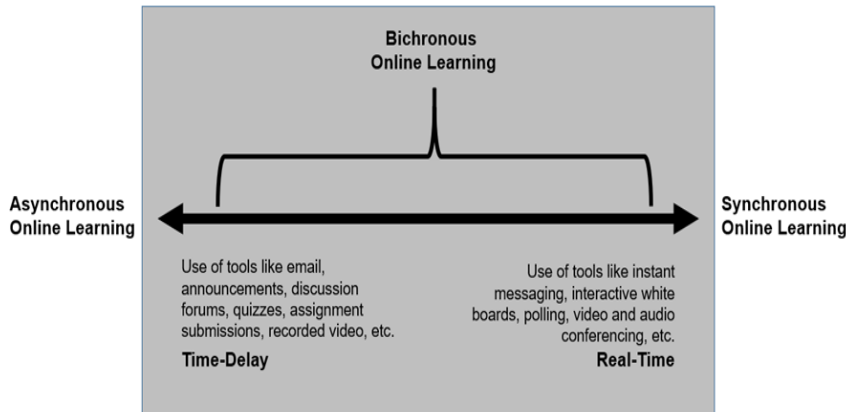 Bichronous
Online Learning
Asynchronous
Online Learning
Synchronous
Online Learning
Use of tools like email,
announcements, discussion
forums, quizzes, assignment
submissions, recorded video, etc.
Time-Delay
Use of tools like instant
messaging, interactive white
boards, polling, video and audio
conferencing, etc.
Real-Time